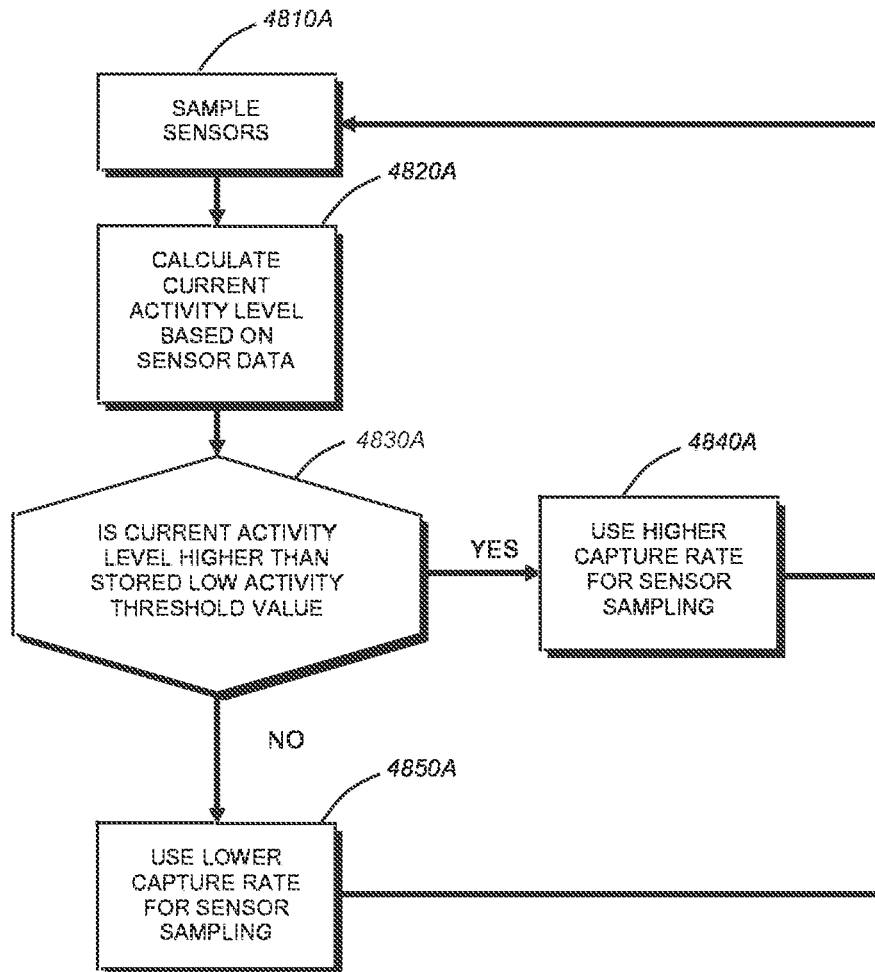 4810A
SAMPLE
SENSORS
4820A
CALCULATE
CURRENT
ACTIVITY LEVEL
BASED ON
SENSOR DATA
4830A
IS CURRENT ACTIVITY
LEVEL HIGHER THAN
STORED LOW ACTIVITY
THRESHOLD VALUE
YES
4840A
USE HIGHER
CAPTURE RATE
FOR SENSOR
SAMPLING
NO
4850A
USE LOWER
CAPTURE RATE
FOR SENSOR
SAMPLING